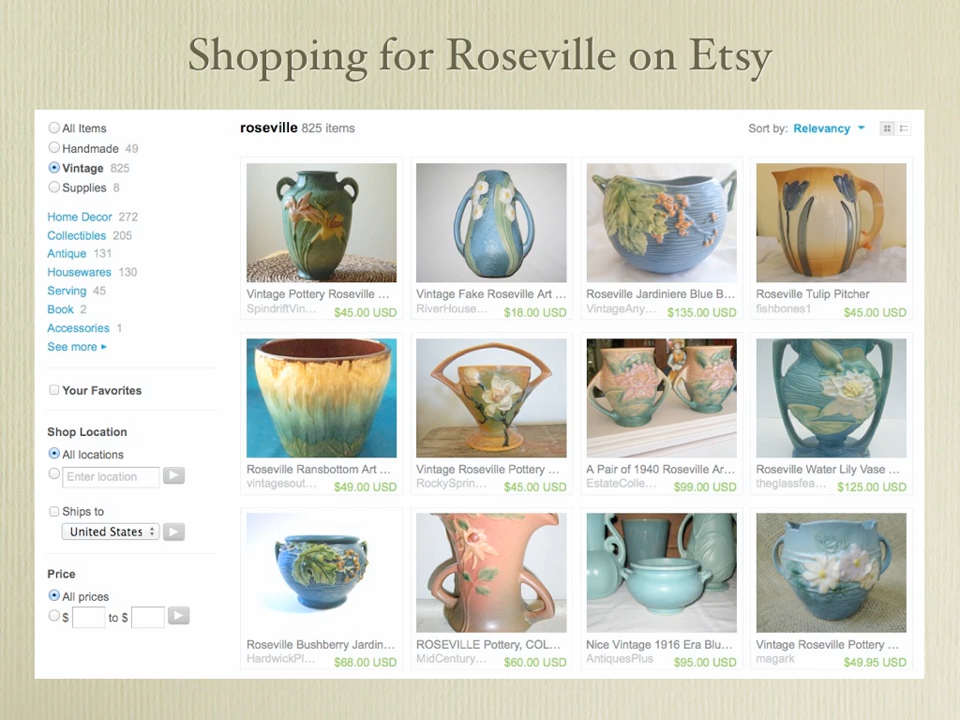 Shopping for Roseville on Etsy
All Items
Handmade 49
Vintage 825
Supplies 8
Home Decor 272
Collectibles 205
Antique 131
Housewares 130
Serving 45
Book 2
Accessories 1
See more ▸
Your Favorites
Shop Location
All locations
Enter location
Ships to
United States
Price
All prices
$ to $
roseville 825 items
Sort by: Relevancy
Vintage Pottery Roseville ...
SpindriftVin... $45.00 USD
Vintage Fake Roseville Art ...
RiverHouse... $18.00 USD
Roseville Jardiniere Blue B...
VintageAny... $135.00 USD
Roseville Tulip Pitcher
fishbones1 $45.00 USD
Roseville Ransbottom Art ...
vintagesout... $49.00 USD
Vintage Roseville Pottery ...
RockySprin... $45.00 USD
A Pair of 1940 Roseville Ar...
EstateColle... $99.00 USD
Roseville Water Lily Vase ...
theglassfea... $125.00 USD
Roseville Bushberry Jardin...
HardwickPl... $68.00 USD
ROSEVILLE Pottery, COL...
MidCentury... $60.00 USD
Nice Vintage 1916 Era Blu...
AntiquesPlus $95.00 USD
Vintage Roseville Pottery ...
magark $49.95 USD